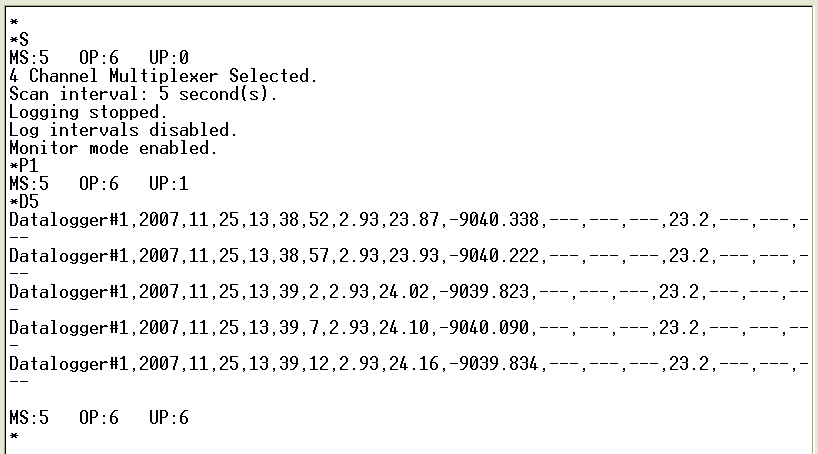 *
*S
MS:5   OP:6   UP:0
4 Channel Multiplexer Selected.
Scan interval: 5 second(s).
Logging stopped.
Log intervals disabled.
Monitor mode enabled.
*P1
MS:5   OP:6   UP:1
*D5
Datalogger#1,2007,11,25,13,38,52,2.93,23.87,-9040.338,---,---,---,23.2,---,---,-
--
Datalogger#1,2007,11,25,13,38,57,2.93,23.93,-9040.222,---,---,---,23.2,---,---,-
--
Datalogger#1,2007,11,25,13,39,2,2.93,24.02,-9039.823,---,---,---,23.2,---,---,--
-
Datalogger#1,2007,11,25,13,39,7,2.93,24.10,-9040.090,---,---,---,23.2,---,---,--
-
Datalogger#1,2007,11,25,13,39,12,2.93,24.16,-9039.834,---,---,---,23.2,---,---,-
--
MS:5   OP:6   UP:6
*